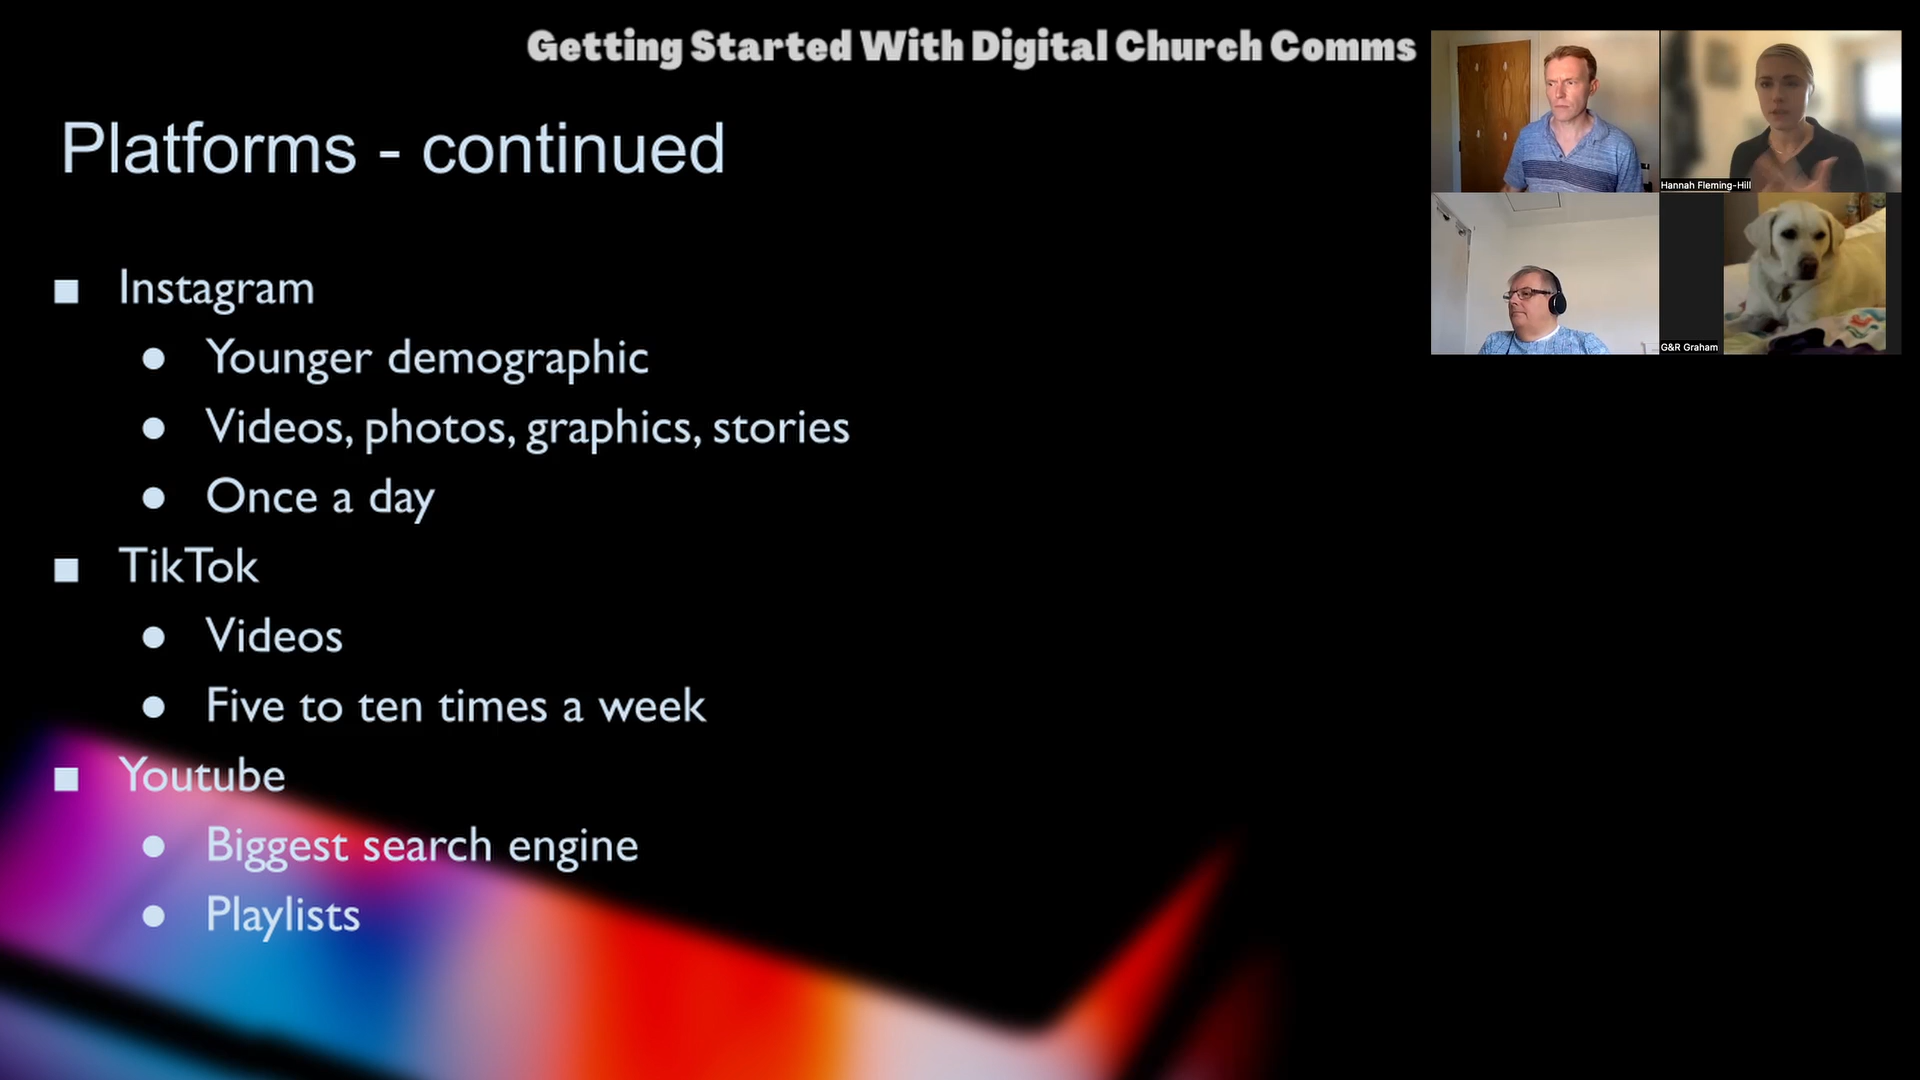 Getting Started With Digital Church Comms
Platforms - continued
Instagram
Younger demographic
Videos, photos, graphics, stories
Once a day
TikTok
Videos
Five to ten times a week
Youtube
Biggest search engine
Playlists
Hannah Fleming-Hill
G&R Graham